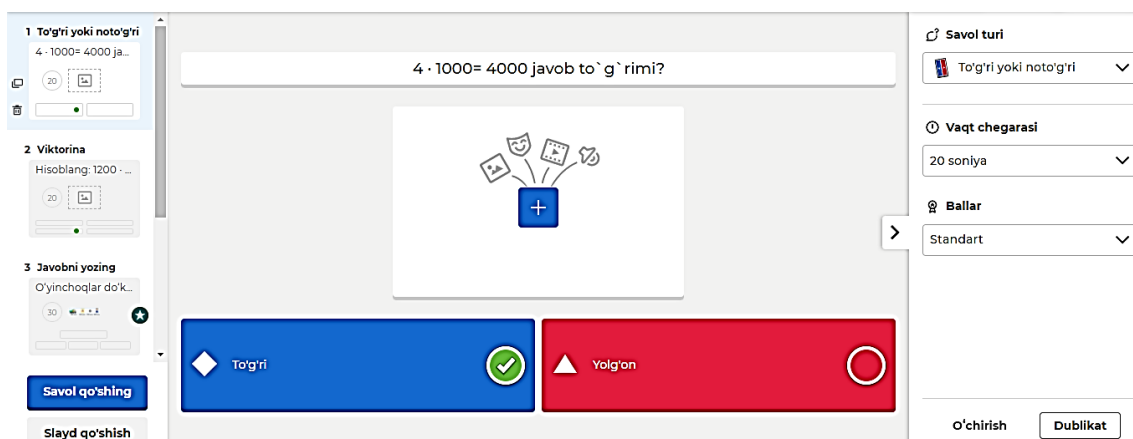 1 To'g'ri yoki noto'g'ri
4 · 1000= 4000 ja...
20
2 Viktorina
Hisoblang: 1200 · ...
20
3 Javobni yozing
O'yinchoqlar do'k...
30
Savol qo'shing
Slayd qo'shish
4 · 1000= 4000 javob to`g`rimi?
To'g'ri
Yolg'on
Savol turi
To'g'ri yoki noto'g'ri
Vaqt chegarasi
20 soniya
Ballar
Standart
O'chirish
Dublikat